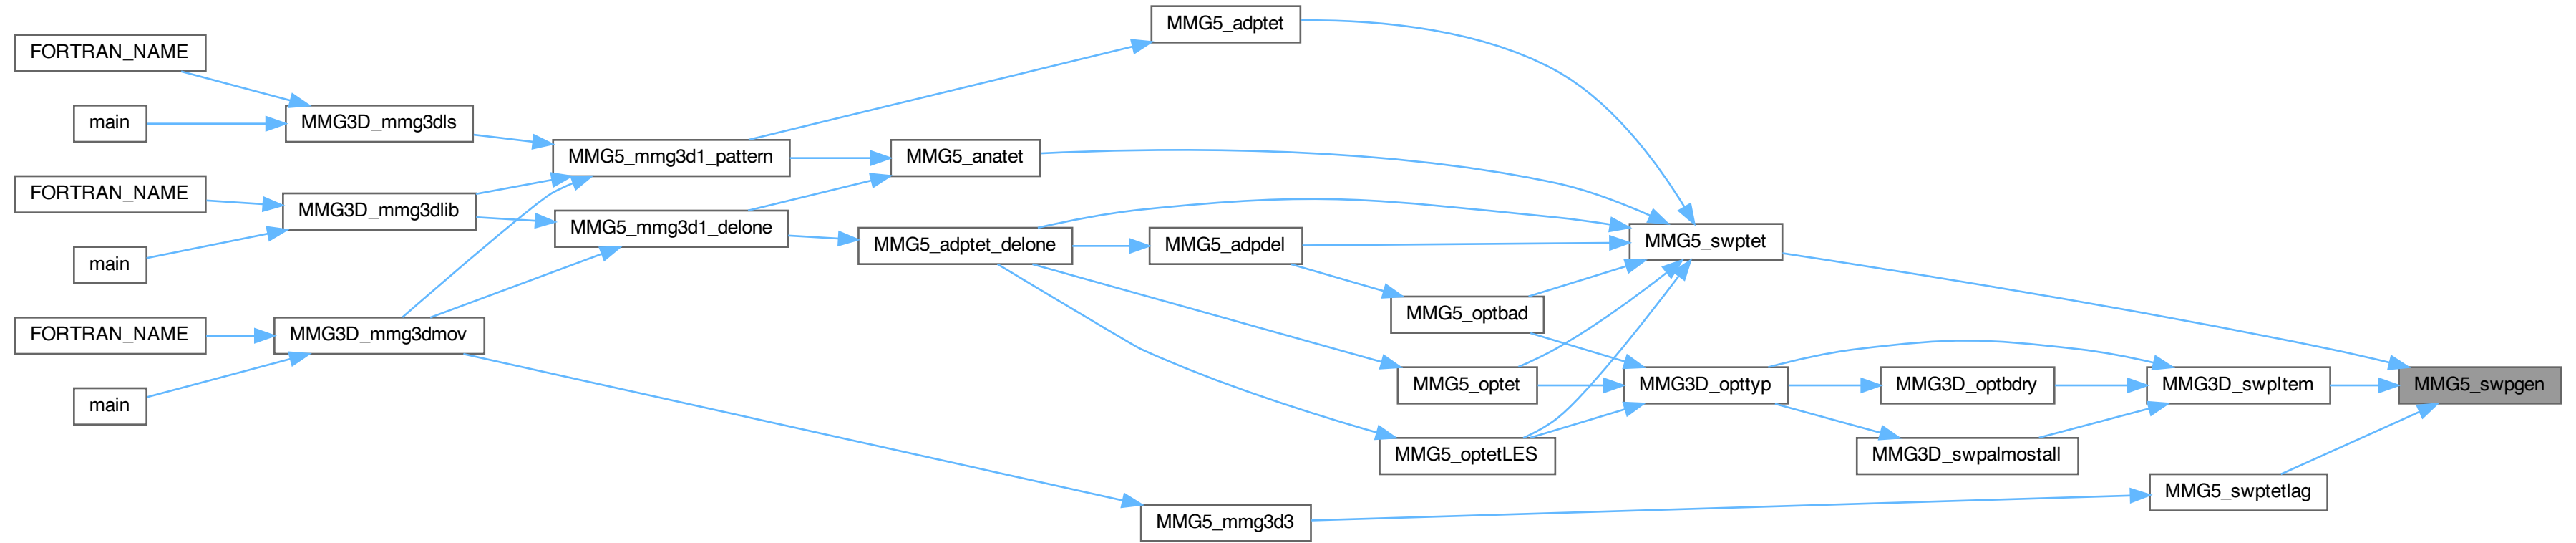 MMG5_adptet
FORTRAN_NAME
main
MMG3D_mmg3dls
MMG5_mmg3d1_pattern
MMG5_anatet
FORTRAN_NAME
MMG3D_mmg3dlib
MMG5_mmg3d1_delone
MMG5_adptet_delone
MMG5_adpdel
MMG5_swptet
main
MMG5_optbad
FORTRAN_NAME
MMG3D_mmg3dmov
MMG5_optet
MMG3D_opttyp
MMG3D_optbdry
MMG3D_swpItem
MMG5_swpgen
main
MMG5_optetLES
MMG3D_swpalmostall
MMG5_swptetlag
MMG5_mmg3d3